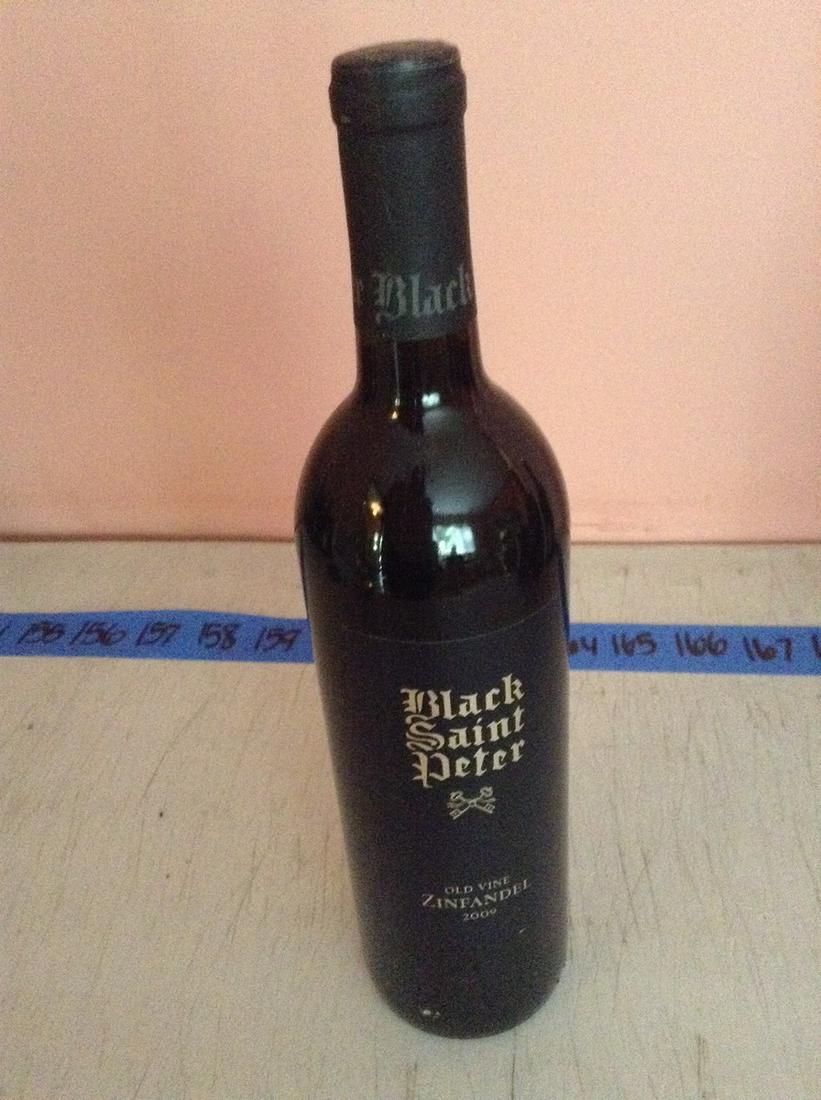 Black
155 156 157 158 159
165 166 167
Black
Saint
Peter
OLD VINE
ZINFANDEL
2009